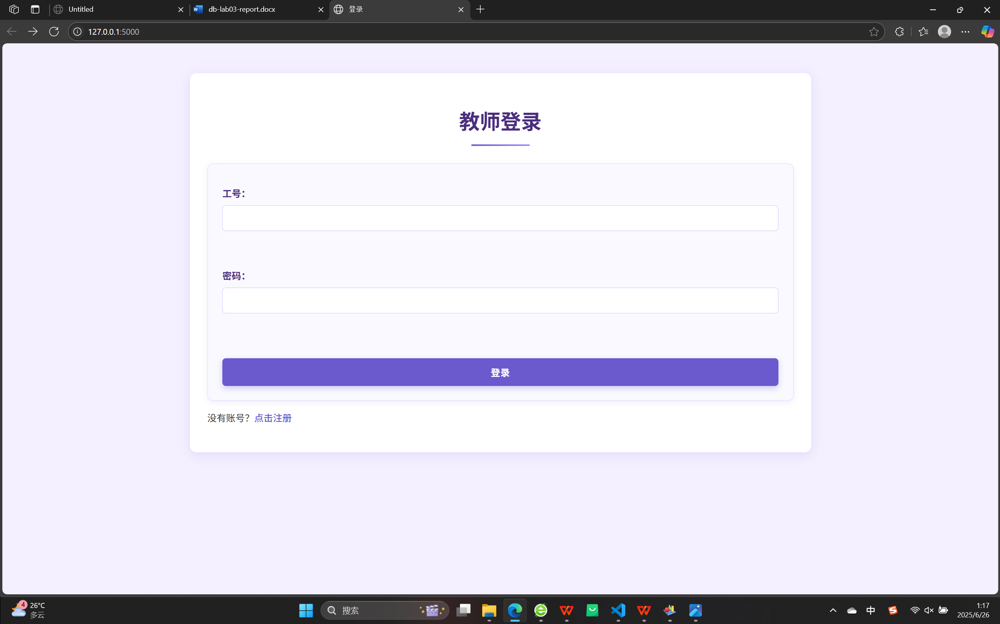 Untitled
db-lab03-report.docx
登录
127.0.0.1:5000
教师登录
工号：
密码：
登录
没有账号？点击注册
4
26°C
多云
搜索
中
1:17
2025/6/26